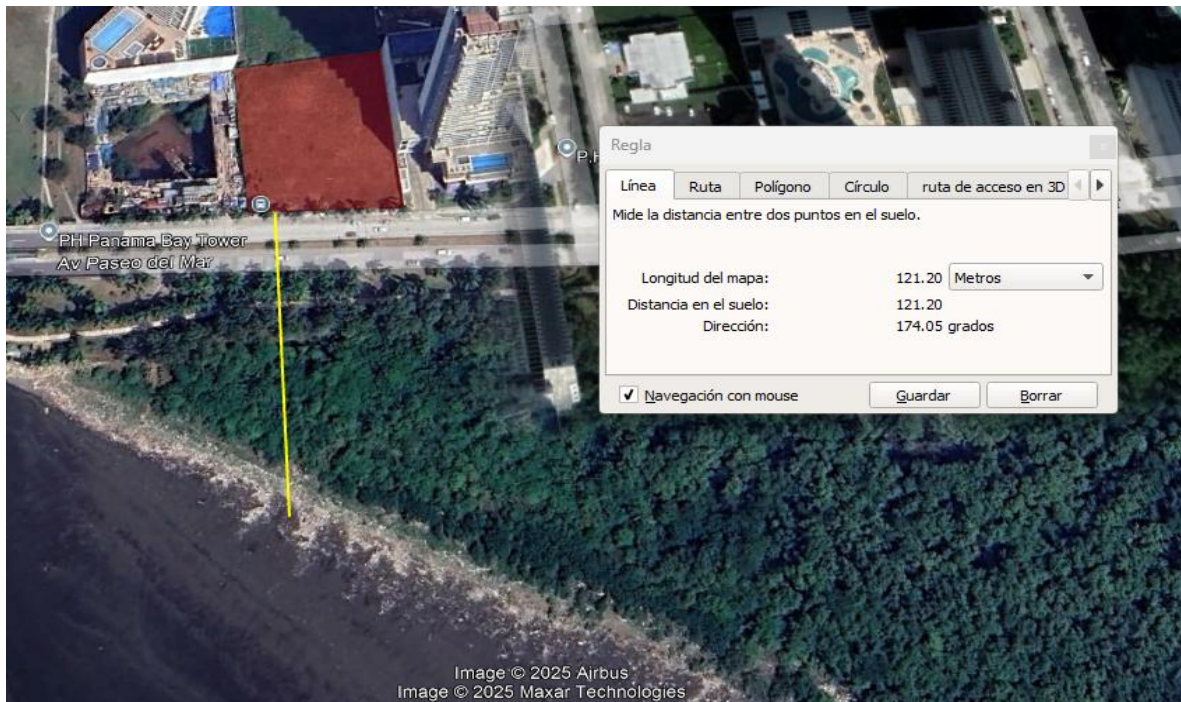 P.H
Regla
Línea
Ruta
Polígono
Círculo
ruta de acceso en 3D
Mide la distancia entre dos puntos en el suelo.
Longitud del mapa: 121.20 Metros
Distancia en el suelo: 121.20
Dirección: 174.05 grados
Navegación con mouse
Guardar
Borrar
PH Panama Bay Tower
Av Paseo del Mar
Image © 2025 Airbus
Image © 2025 Maxar Technologies